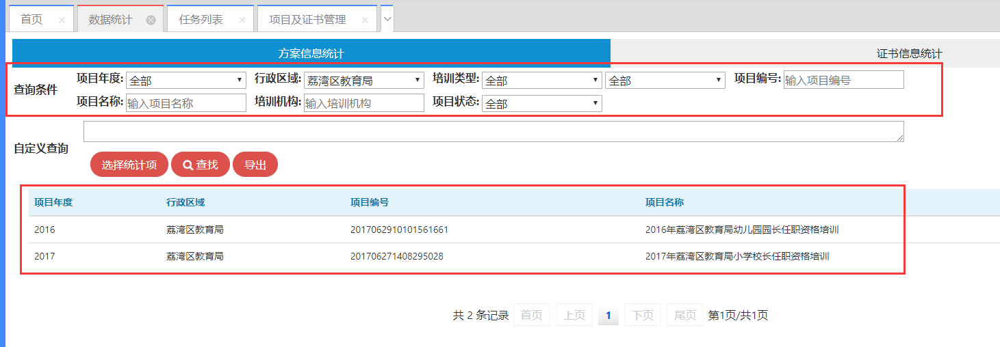 首页 数据统计 任务列表 项目及证书管理
方案信息统计 证书信息统计
查询条件
项目年度: 全部 行政区域: 荔湾区教育局 培训类型: 全部 全部 项目编号: 输入项目编号
项目名称: 输入项目名称 培训机构: 输入培训机构 项目状态: 全部
自定义查询
选择统计项 查找 导出
项目年度 行政区域 项目编号 项目名称
2016 荔湾区教育局 2017062910101561661 2016年荔湾区教育局幼儿园园长任职资格培训
2017 荔湾区教育局 201706271408295028 2017年荔湾区教育局小学校长任职资格培训
共 2 条记录 首页 上页 1 下页 尾页 第1页/共1页